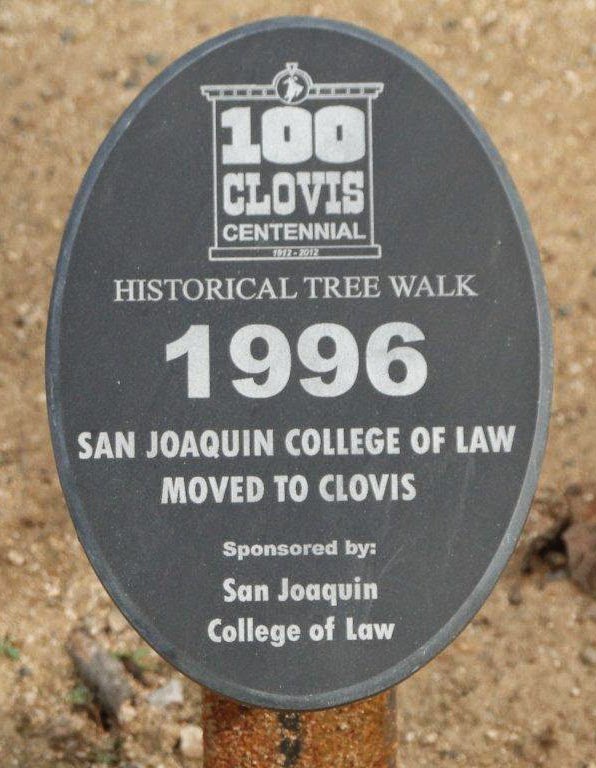 100
CLOVIS
CENTENNIAL
1912 - 2012
HISTORICAL TREE WALK
1996
SAN JOAQUIN COLLEGE OF LAW
MOVED TO CLOVIS
Sponsored by:
San Joaquin
College of Law